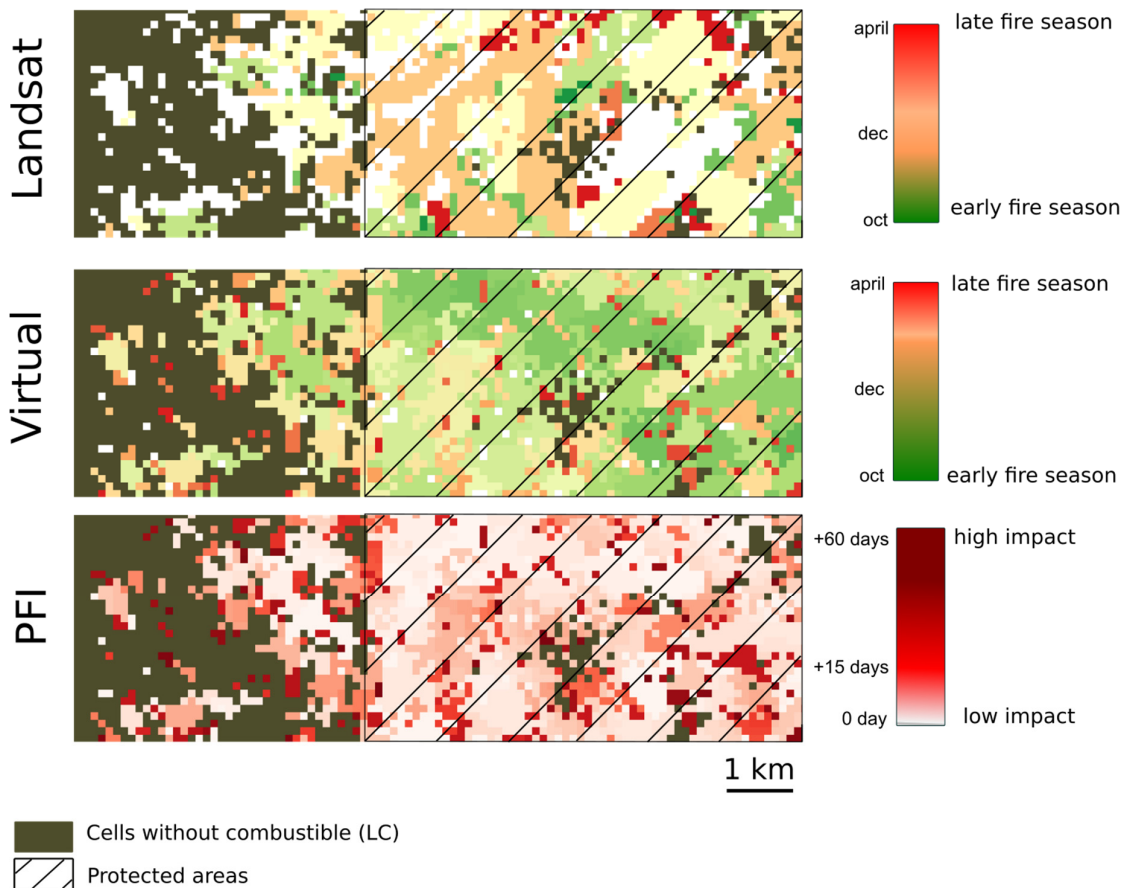 Landsat
april
late fire season
dec
oct
early fire season
Virtual
april
late fire season
dec
oct
early fire season
PFI
+60 days
high impact
+15 days
0 day
low impact
1 km
Cells without combustible (LC)
Protected areas